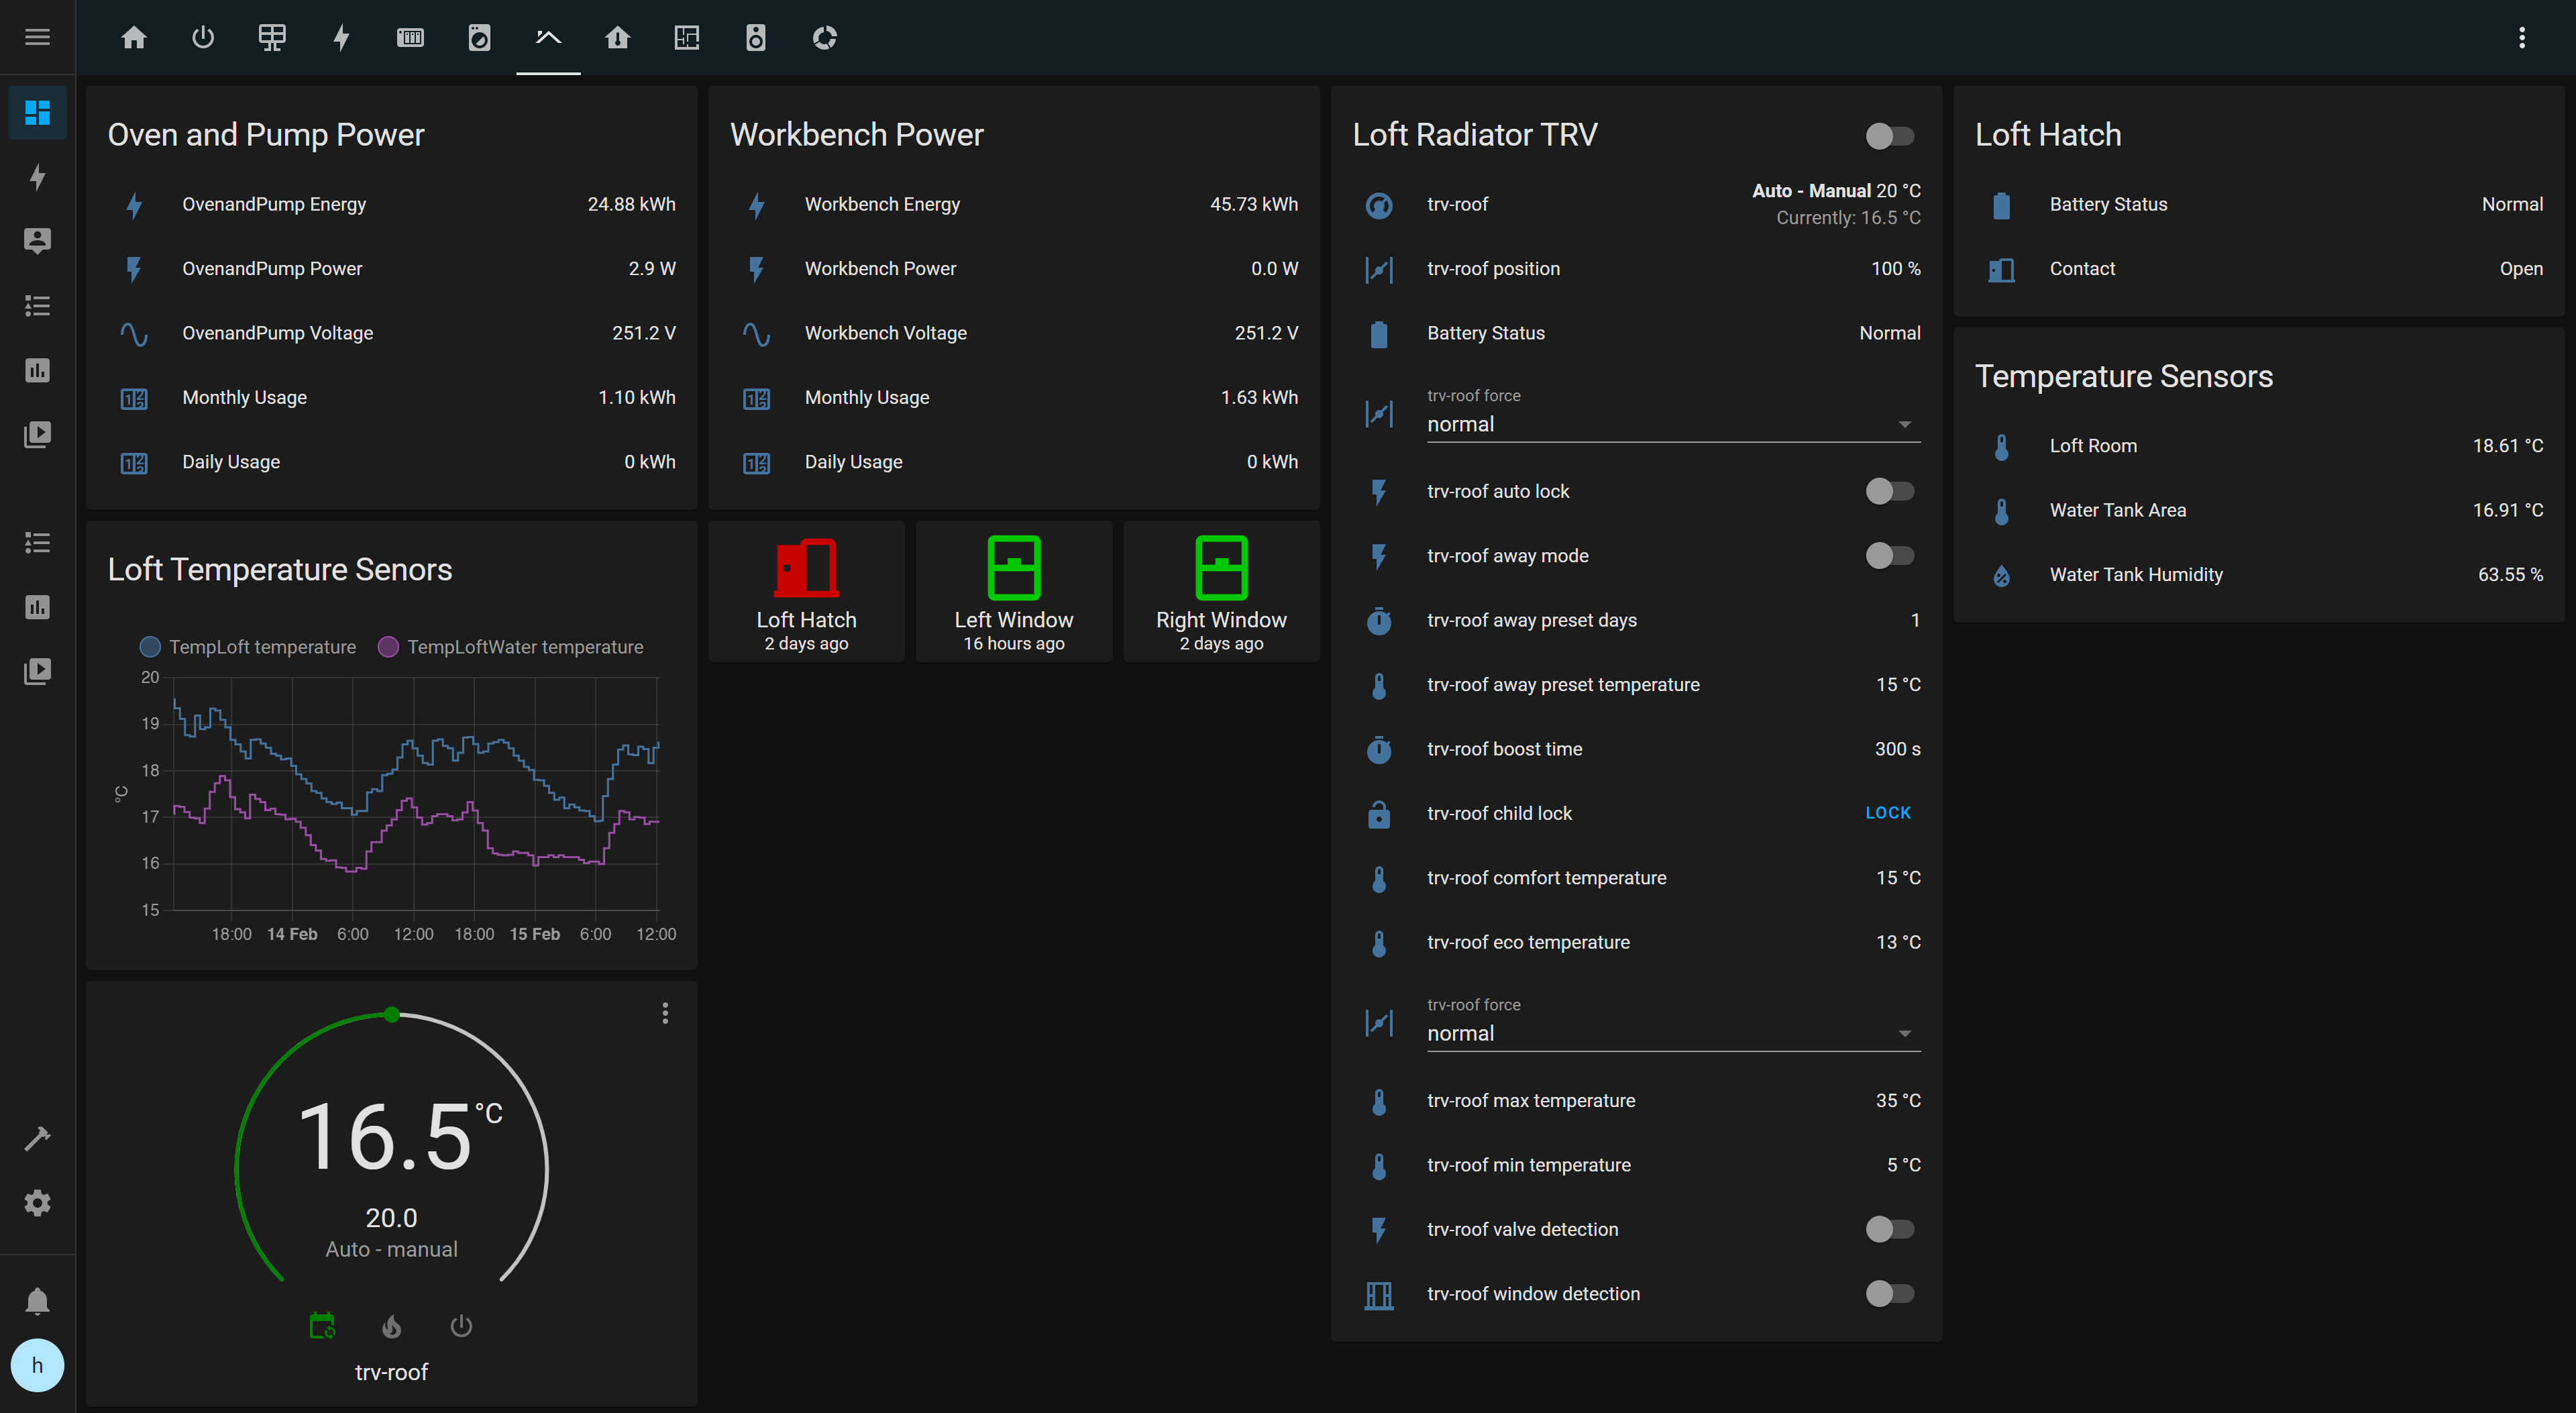 Oven and Pump Power
OvenandPump Energy 24.88 kWh
OvenandPump Power 2.9 W
OvenandPump Voltage 251.2 V
Monthly Usage 1.10 kWh
Daily Usage 0 kWh
Loft Temperature Senors
TempLoft temperature TempLoftWater temperature
20
19
18
17
16
15
°C
18:00 14 Feb 6:00 12:00 18:00 15 Feb 6:00 12:00
16.5 °C
20.0
Auto - manual
trv-roof
h
Workbench Power
Workbench Energy 45.73 kWh
Workbench Power 0.0 W
Workbench Voltage 251.2 V
Monthly Usage 1.63 kWh
Daily Usage 0 kWh
Loft Hatch
2 days ago
Left Window
16 hours ago
Right Window
2 days ago
Loft Radiator TRV
trv-roof Auto - Manual 20 °C
Currently: 16.5 °C
trv-roof position 100 %
Battery Status Normal
trv-roof force
normal
trv-roof auto lock
trv-roof away mode
trv-roof away preset days 1
trv-roof away preset temperature 15 °C
trv-roof boost time 300 s
trv-roof child lock LOCK
trv-roof comfort temperature 15 °C
trv-roof eco temperature 13 °C
trv-roof force
normal
trv-roof max temperature 35 °C
trv-roof min temperature 5 °C
trv-roof valve detection
trv-roof window detection
Loft Hatch
Battery Status Normal
Contact Open
Temperature Sensors
Loft Room 18.61 °C
Water Tank Area 16.91 °C
Water Tank Humidity 63.55 %